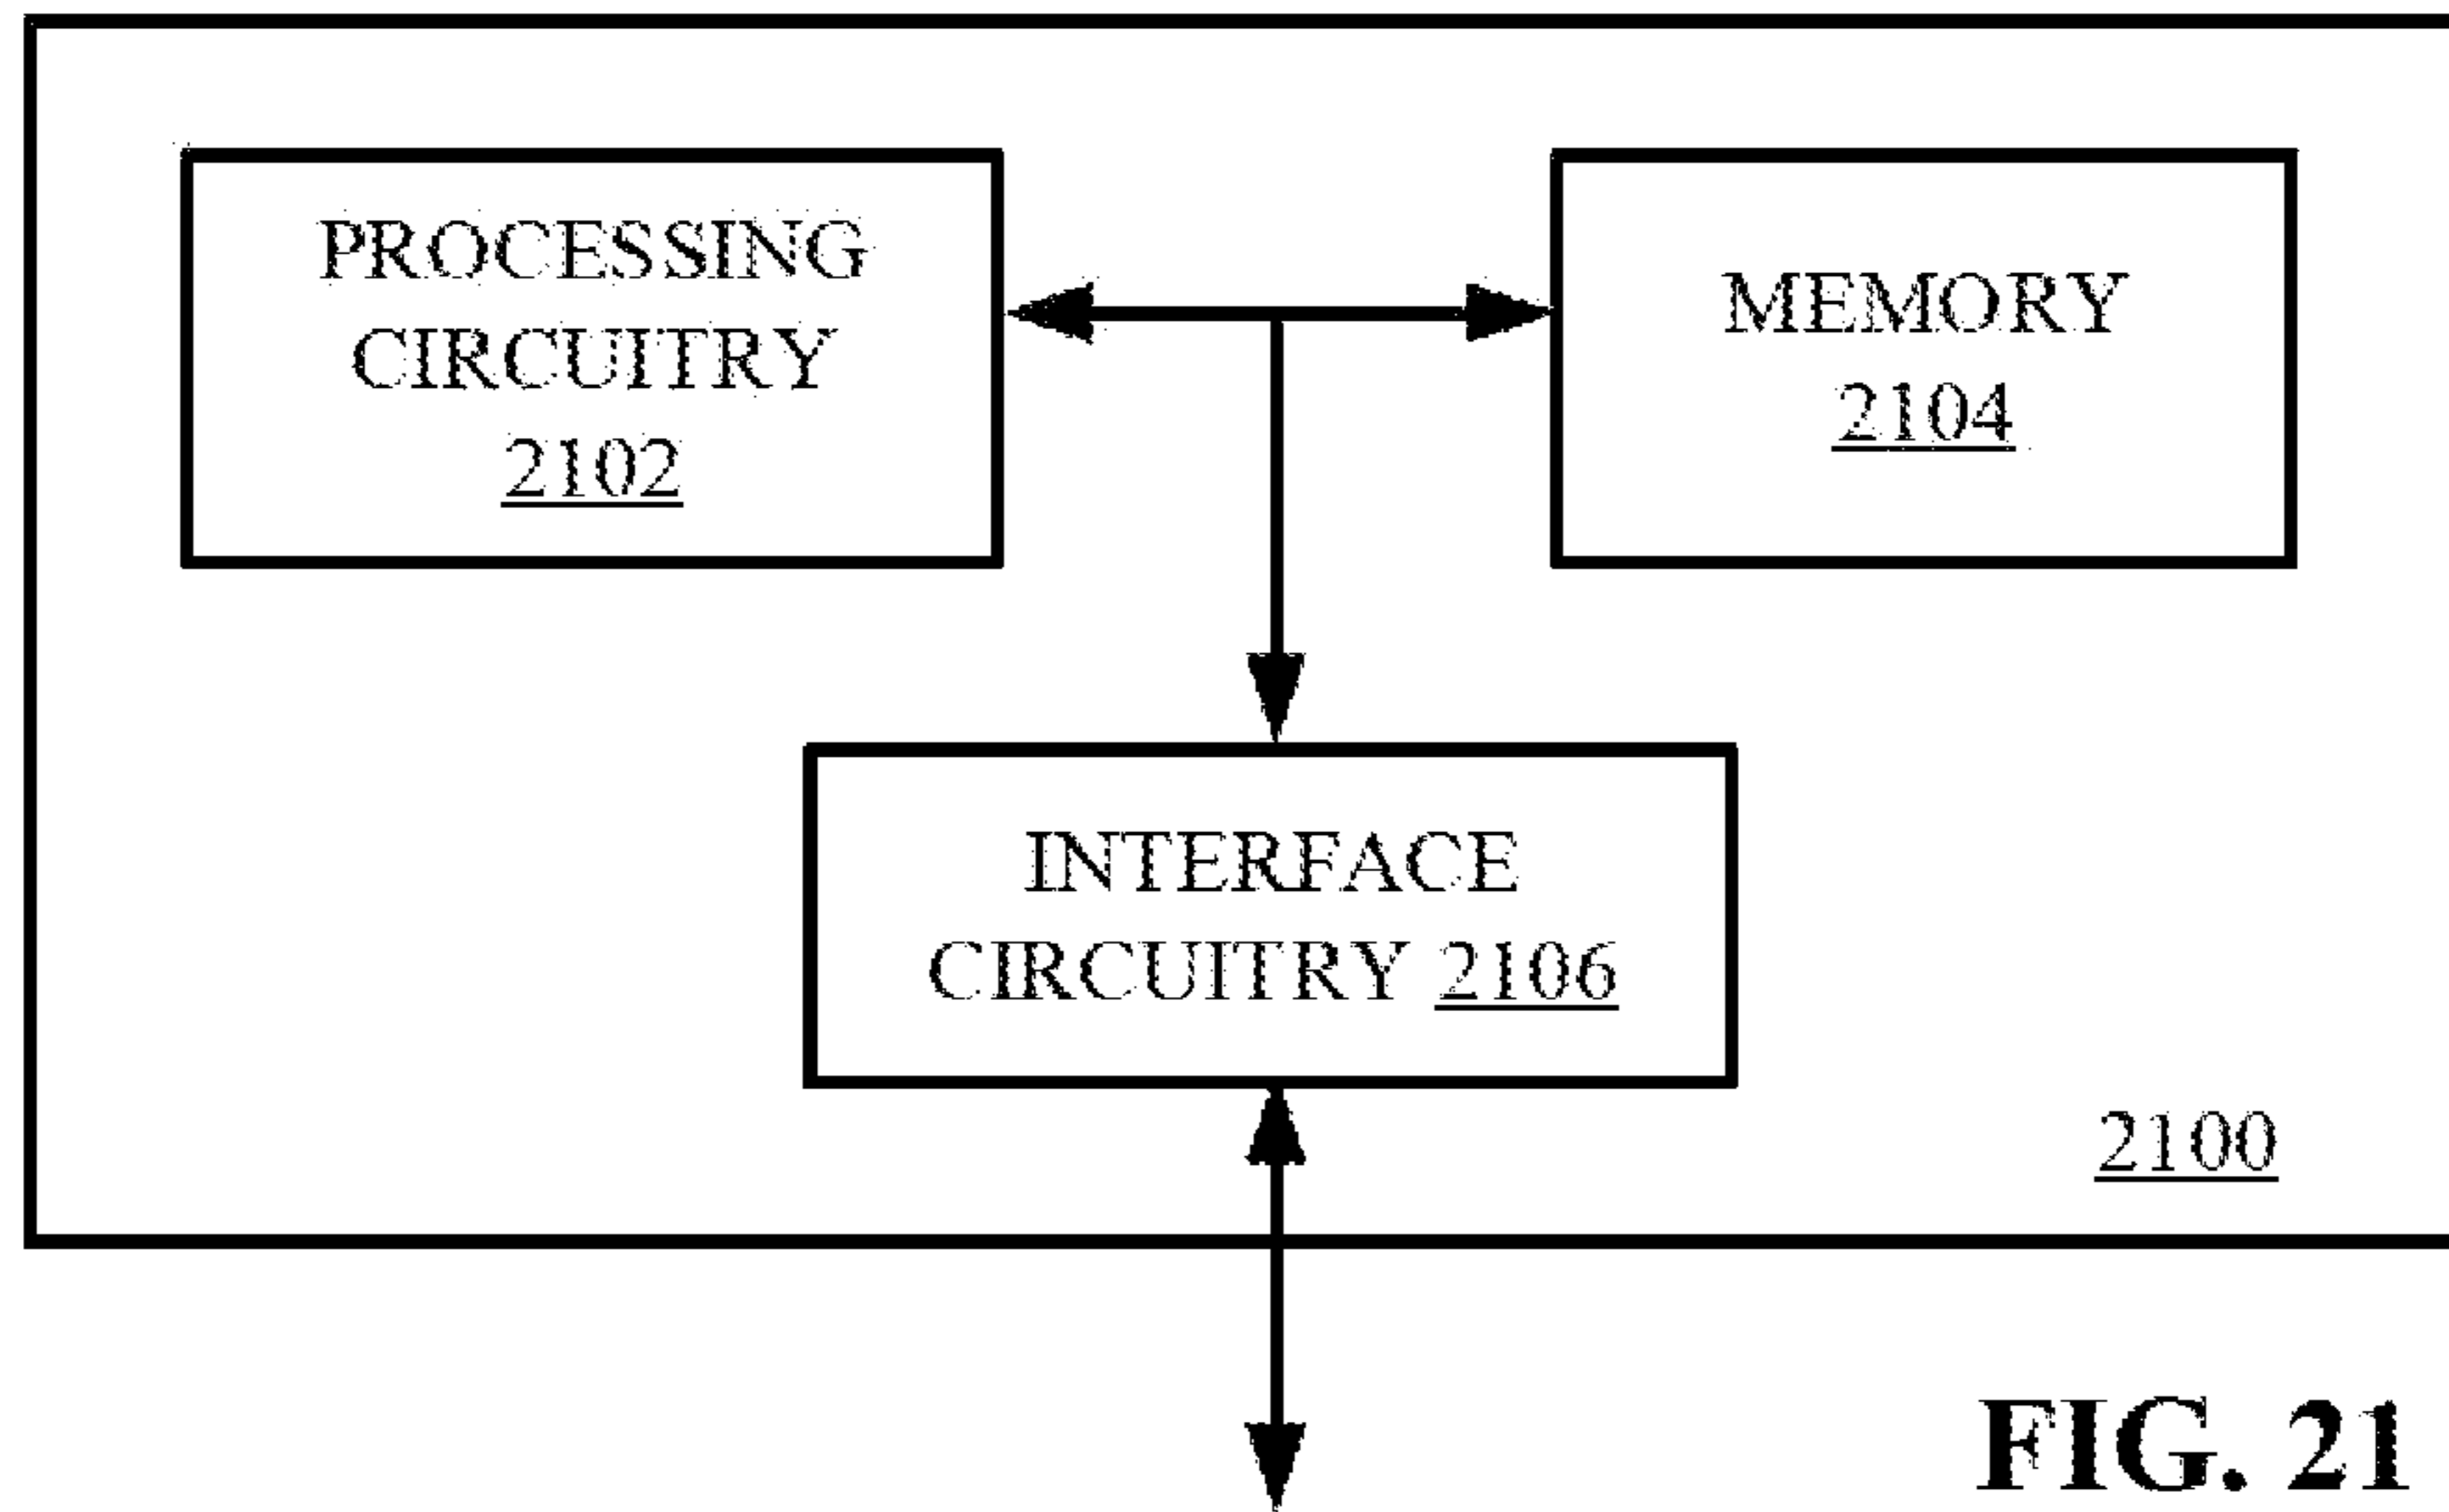 PROCESSING
CIRCUITRY
2102
MEMORY
2104
INTERFACE
CIRCUITRY 2106
2100
FIG. 21